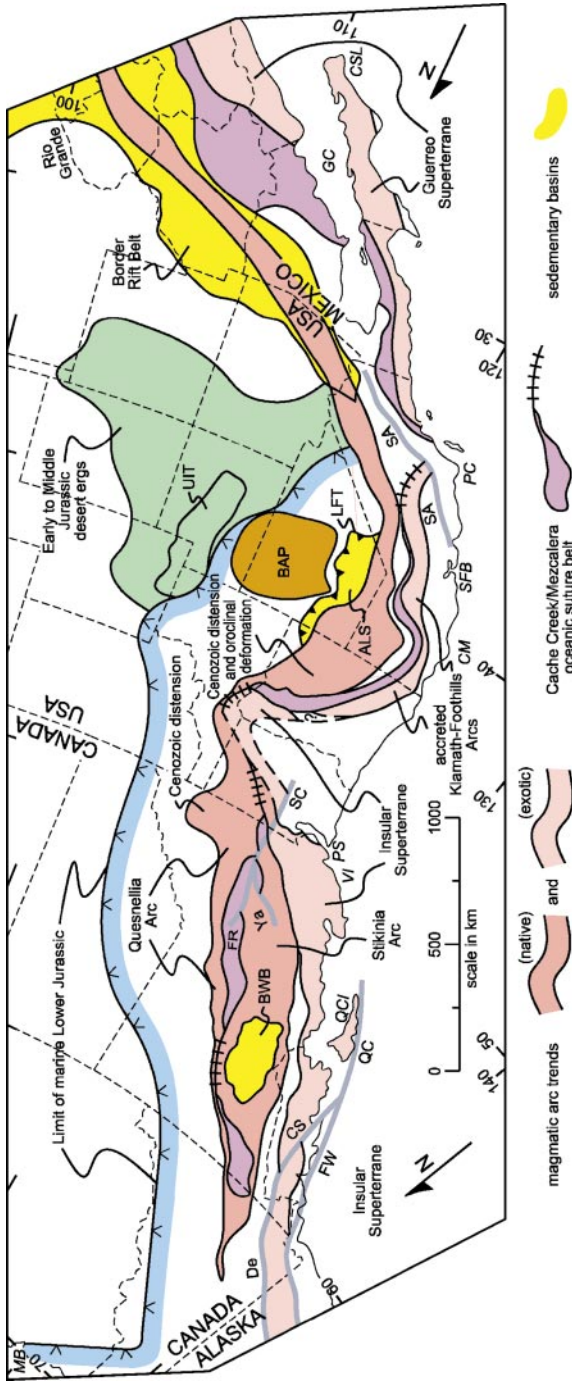 MB
70
CANADA
ALASKA
60
De
FW
CS
Insular
Superterrane
N
Limit of marine Lower Jurassic
Quesnellia
Arc
FR
BWB
Ya
SC
Stikinia
Arc
QCI
QC
50
140
VI
PS
Insular
Superterrane
130
0
500
1000
scale in km
CANADA
USA
Cenozoic distension
Cenozoic distension
and oroclinal
deformation
?
accreted
Klamath-Foothills
Arcs
40
CM
SFB
ALS
LFT
BAP
UIT
Early to Middle
Jurassic
desert ergs
SA
SA
PC
120
30
Border
Rift Belt
USA
MEXICO
Rio
Grande
100
GC
CSL
Guerreo
Superterrane
110
N
magmatic arc trends
(native)
and
(exotic)
Cache Creek/Mezcalera
oceanic suture belt
sedementary basins